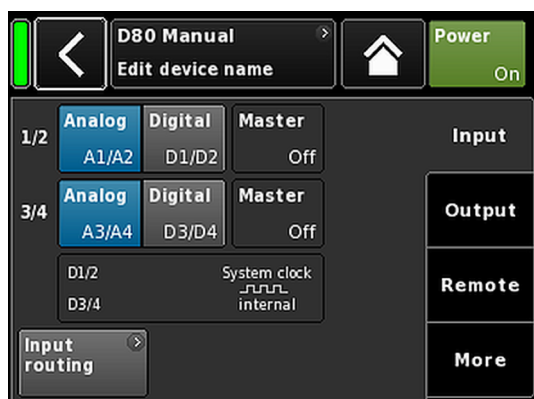 D80 Manual
Edit device name
Power
On
1/2
Analog
A1/A2
Digital
D1/D2
Master
Off
Input
3/4
Analog
A3/A4
Digital
D3/D4
Master
Off
Output
D1/2
D3/4
System clock
internal
Remote
Input
routing
More